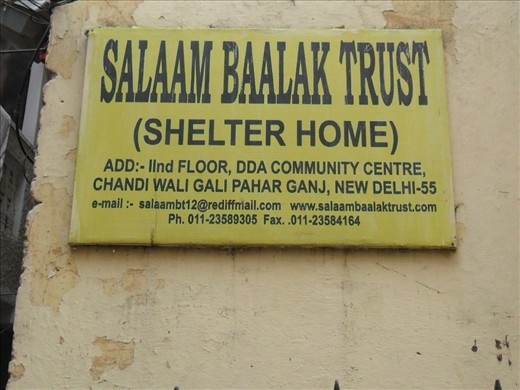 SALAAM BAALAK TRUST
(SHELTER HOME)
ADD:- IInd FLOOR, DDA COMMUNITY CENTRE,
CHANDI WALI GALI PAHAR GANJ, NEW DELHI-55
e-mail :- salaambt12@rediffmail.com www.salaambaalaktrust.com
Ph. 011-23589305 Fax. .011-23584164